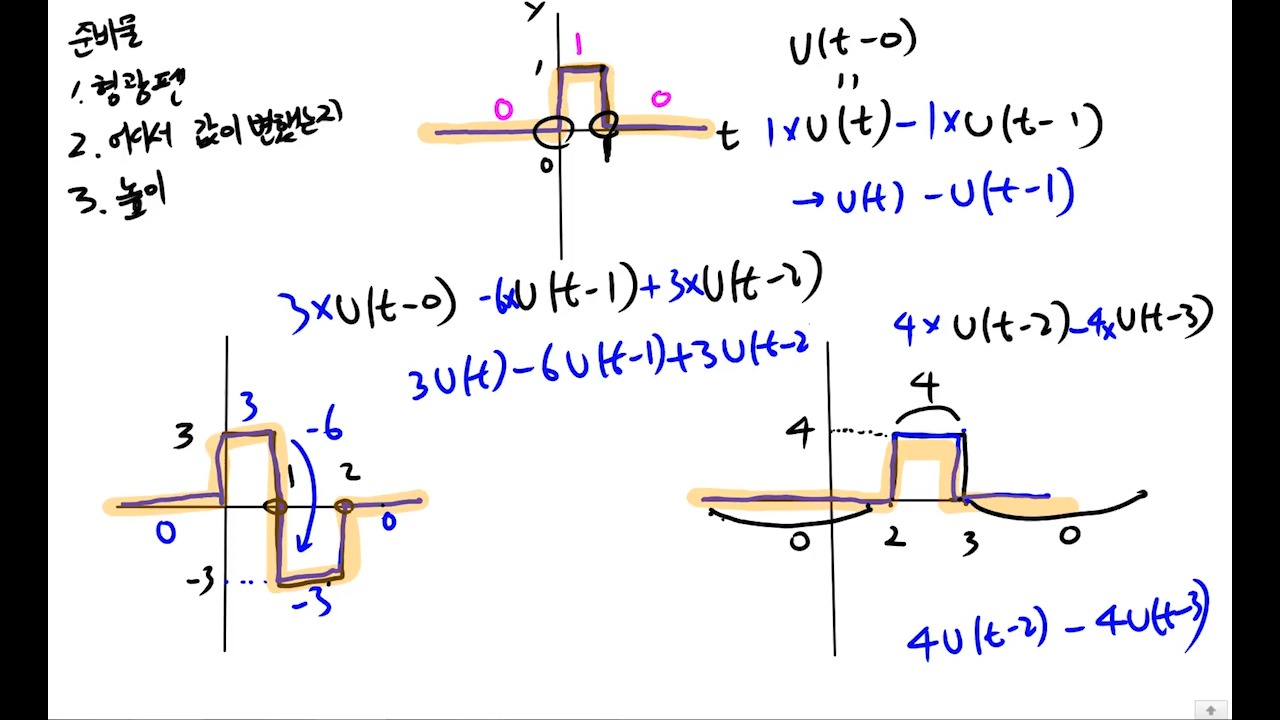 준비물
1. 형광펜
2. 어디서 값이 변했는지
3. 높이
y
1
1
0
0
0
1
t
U(t-0)
"
1×U(t)-1×U(t-1)
→ U(t) - U(t-1)
3×U(t-0) -6×U(t-1)+3×U(t-2)
3U(t)-6U(t-1)+3U(t-2
3
3
-6
1
2
0
0
-3
-3
4× U(t-2)-4×U(t-3)
4
4
0
2
3
0
4U(t-2) - 4U(t-3)